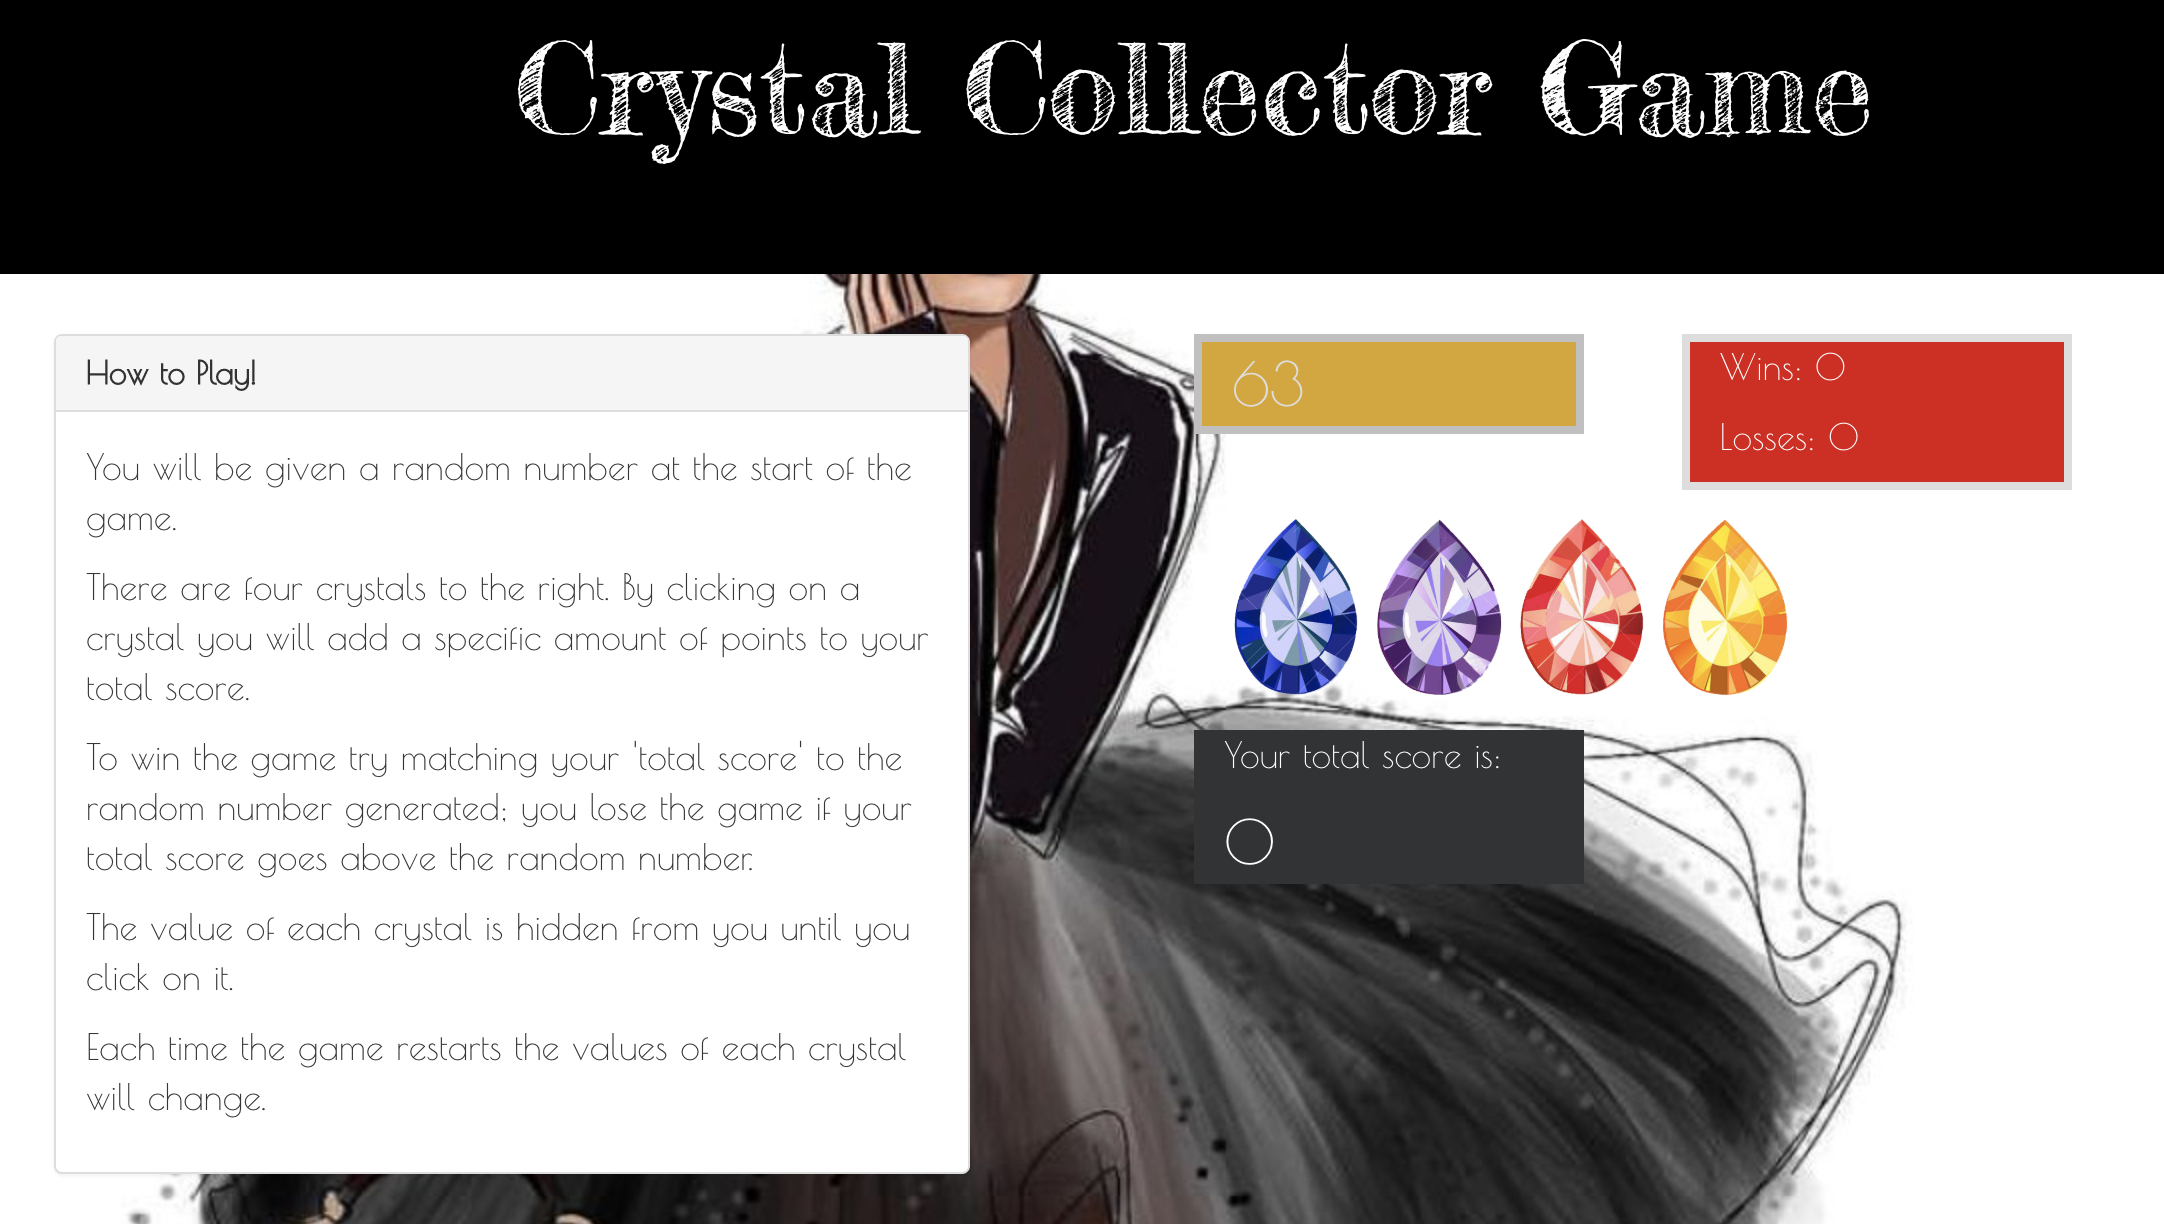 Crystal Collector Game
How to Play!
You will be given a random number at the start of the
game.
There are four crystals to the right. By clicking on a
crystal you will add a specific amount of points to your
total score.
To win the game try matching your 'total score' to the
random number generated; you lose the game if your
total score goes above the random number.
The value of each crystal is hidden from you until you
click on it.
Each time the game restarts the values of each crystal
will change.
63
Wins: 0
Losses: 0
Your total score is:
0